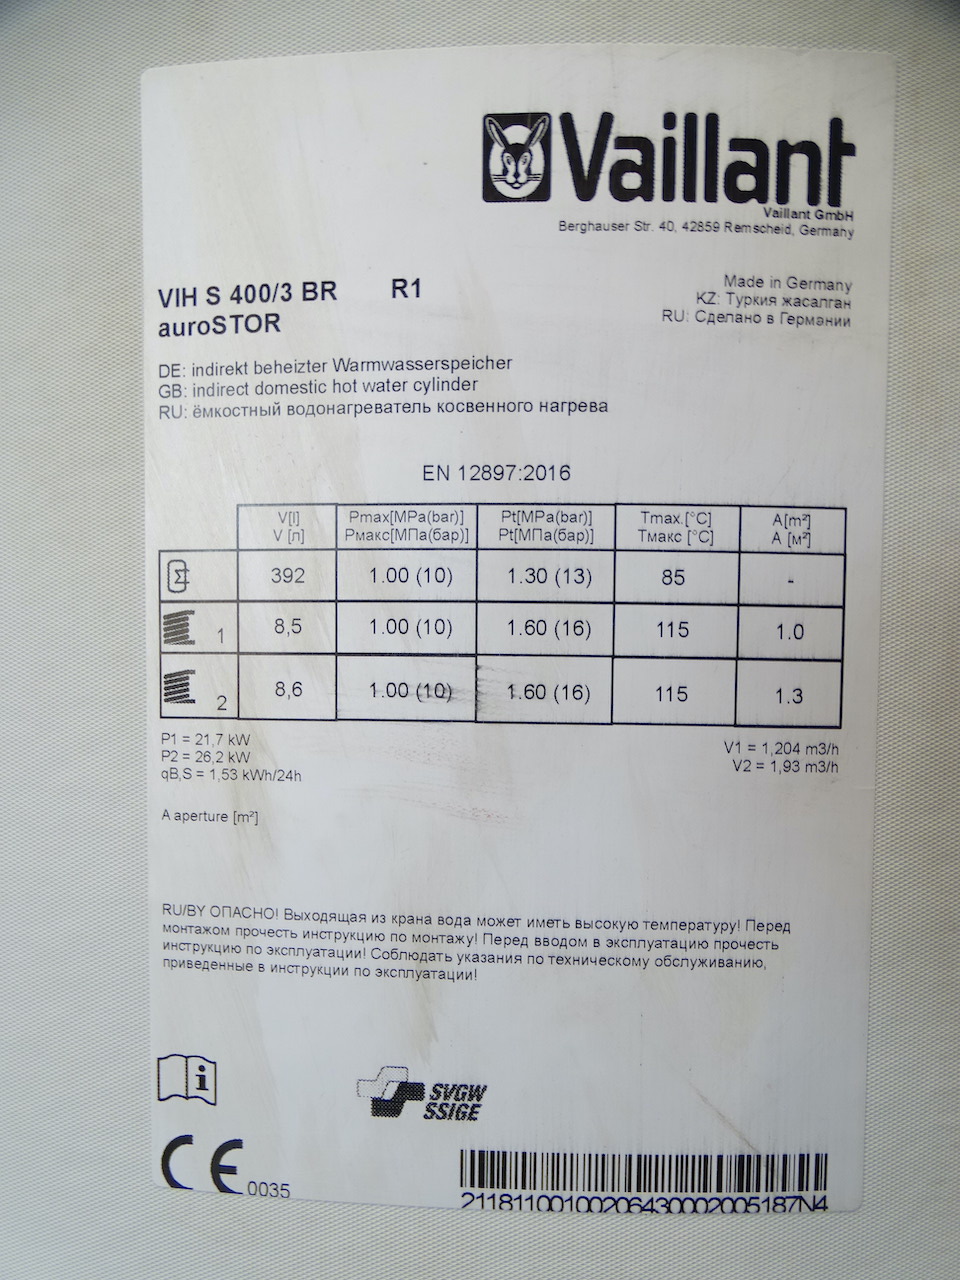 Vaillant
Vaillant GmbH
Berghauser Str. 40, 42859 Remscheid, Germany
VIH S 400/3 BR R1
auroSTOR
Made in Germany
KZ: Туркия жасалган
RU: Сделано в Германии
DE: indirekt beheizter Warmwasserspeicher
GB: indirect domestic hot water cylinder
RU: ёмкостный водонагреватель косвенного нагрева
EN 12897:2016
V[l] Pmax[MPa(bar)] Pt[MPa(bar)] Tmax.[°C] A[m²]
V [л] Рмакс[МПа(бар)] Pt[МПа(бар)] Тмакс [°C] A [м²]
392 1.00 (10) 1.30 (13) 85 -
1 8,5 1.00 (10) 1.60 (16) 115 1.0
2 8,6 1.00 (10) 1.60 (16) 115 1.3
P1 = 21,7 kW
P2 = 26,2 kW
qB,S = 1,53 kWh/24h
V1 = 1,204 m3/h
V2 = 1,93 m3/h
A aperture [m²]
RU/BY ОПАСНО! Выходящая из крана вода может иметь высокую температуру! Перед
монтажом прочесть инструкцию по монтажу! Перед вводом в эксплуатацию прочесть
инструкцию по эксплуатации! Соблюдать указания по техническому обслуживанию,
приведенные в инструкции по эксплуатации!
i
SVGW
SSIGE
CE 0035
21181100100206430002005187N4